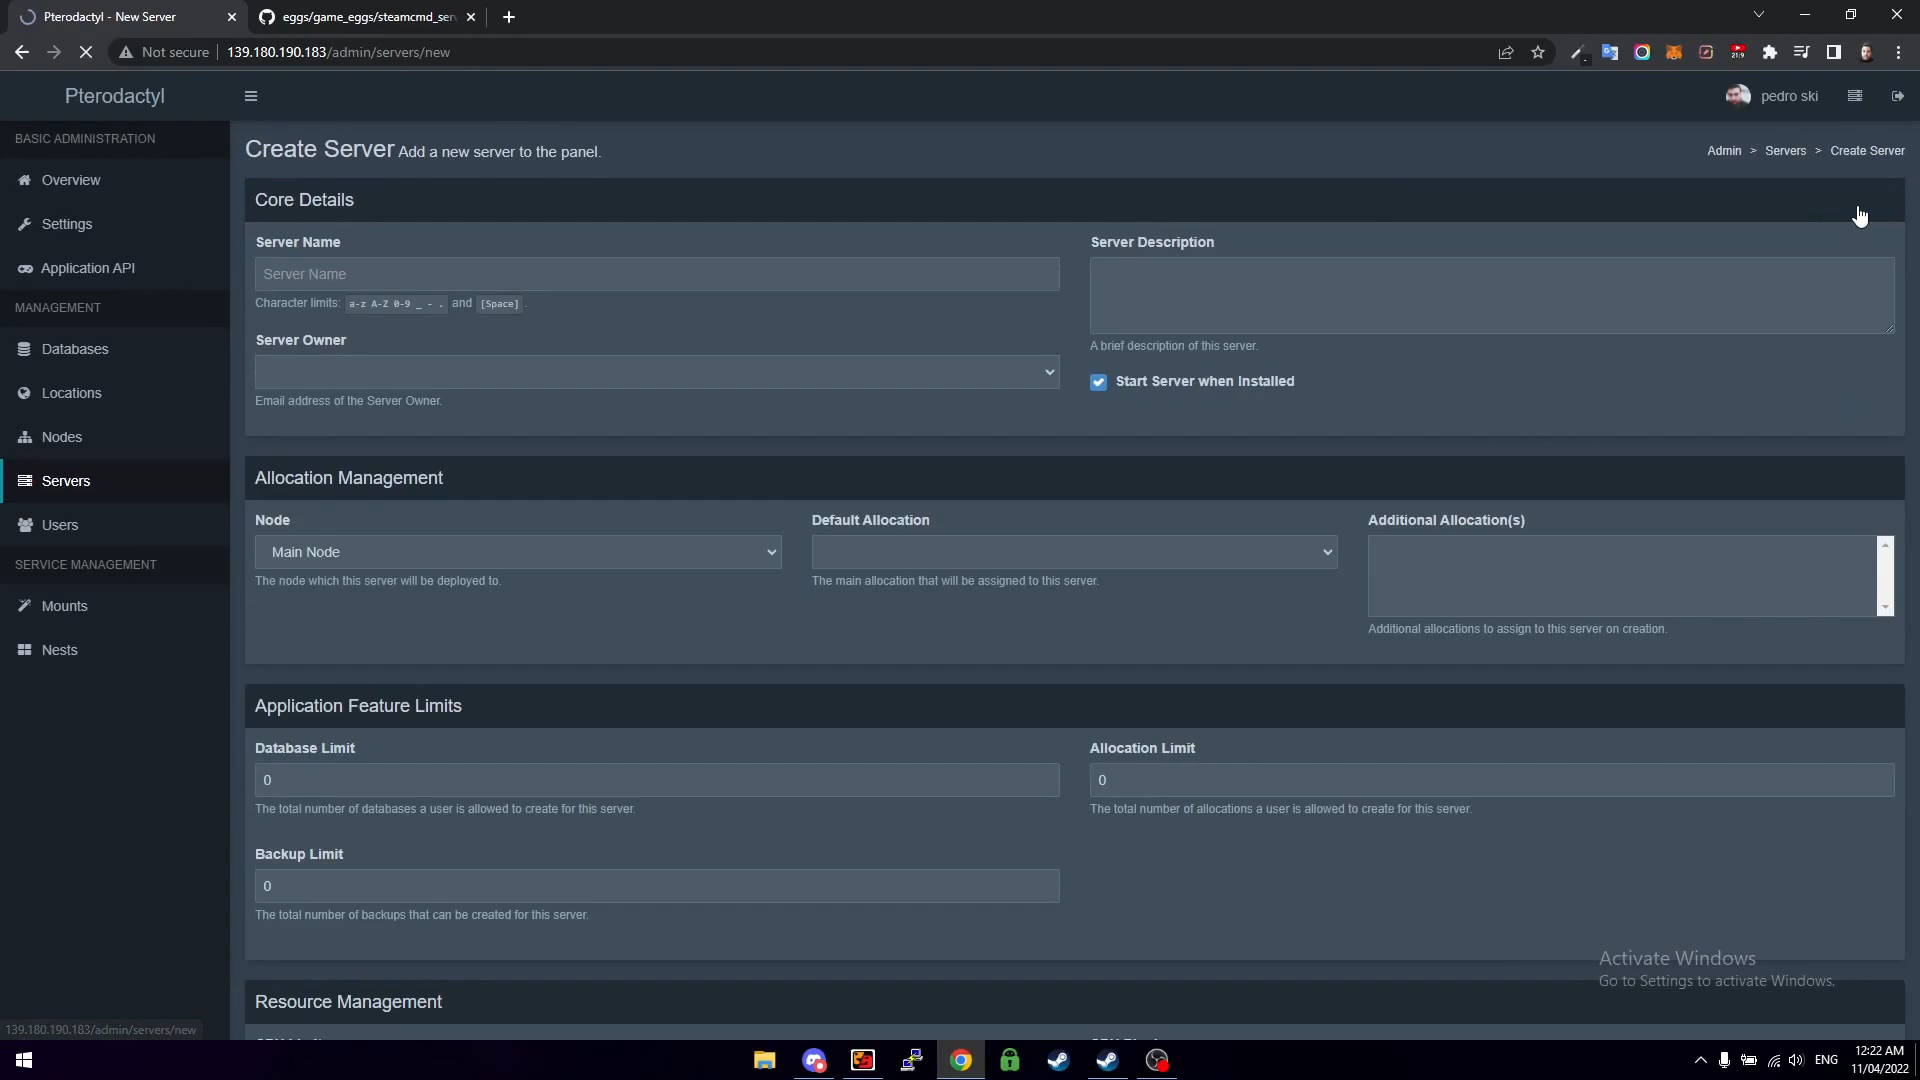 Pterodactyl - New Server
eggs/game_eggs/steamcmd_ser
Not secure
139.180.190.183/admin/servers/new
21:9
Pterodactyl
pedro ski
BASIC ADMINISTRATION
Overview
Settings
Application API
MANAGEMENT
Databases
Locations
Nodes
Servers
Users
SERVICE MANAGEMENT
Mounts
Nests
Create Server Add a new server to the panel.
Admin > Servers > Create Server
Core Details
Server Name
Server Name
Character limits: a-z A-Z 0-9 _ - . and [Space] .
Server Owner
Email address of the Server Owner.
Server Description
A brief description of this server.
Start Server when Installed
Allocation Management
Node
Main Node
The node which this server will be deployed to.
Default Allocation
The main allocation that will be assigned to this server.
Additional Allocation(s)
Additional allocations to assign to this server on creation.
Application Feature Limits
Database Limit
0
The total number of databases a user is allowed to create for this server.
Allocation Limit
0
The total number of allocations a user is allowed to create for this server.
Backup Limit
0
The total number of backups that can be created for this server.
Resource Management
Activate Windows
Go to Settings to activate Windows.
139.180.190.183/admin/servers/new
ENG
12:22 AM
11/04/2022